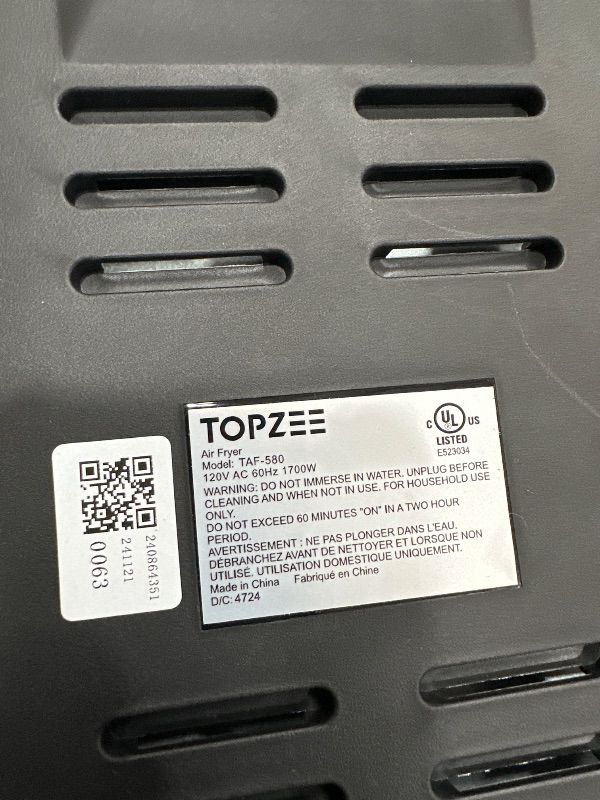 TOPZEE
Air Fryer
Model: TAF-580
120V AC 60Hz 1700W
WARNING: DO NOT IMMERSE IN WATER. UNPLUG BEFORE
CLEANING AND WHEN NOT IN USE. FOR HOUSEHOLD USE
ONLY.
DO NOT EXCEED 60 MINUTES "ON" IN A TWO HOUR
PERIOD.
AVERTISSEMENT : NE PAS PLONGER DANS L'EAU.
DÉBRANCHEZ AVANT DE NETTOYER ET LORSQUE NON
UTILISÉ. UTILISATION DOMESTIQUE UNIQUEMENT.
Made in China Fabriqué en Chine
D/C: 4724
C UL US
LISTED
E523034
240864351
241121
0063